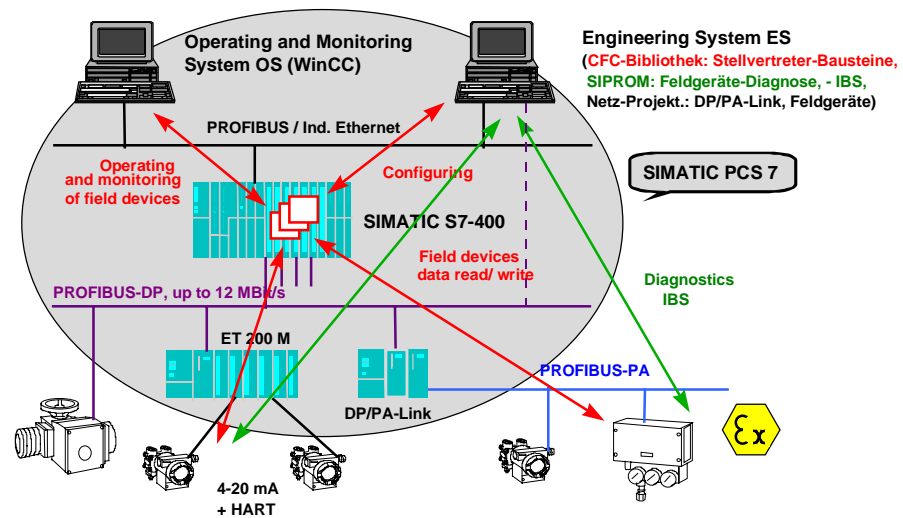 Operating and Monitoring
System OS (WinCC)
Engineering System ES
(CFC-Bibliothek: Stellvertreter-Bausteine,
SIPROM: Feldgeräte-Diagnose, - IBS,
Netz-Projekt.: DP/PA-Link, Feldgeräte)
PROFIBUS / Ind. Ethernet
Operating
and monitoring
of field devices
Configuring
SIMATIC PCS 7
SIMATIC S7-400
Field devices
data read/ write
Diagnostics
IBS
PROFIBUS-DP, up to 12 MBit/s
ET 200 M
PROFIBUS-PA
DP/PA-Link
Ex
4-20 mA
+ HART